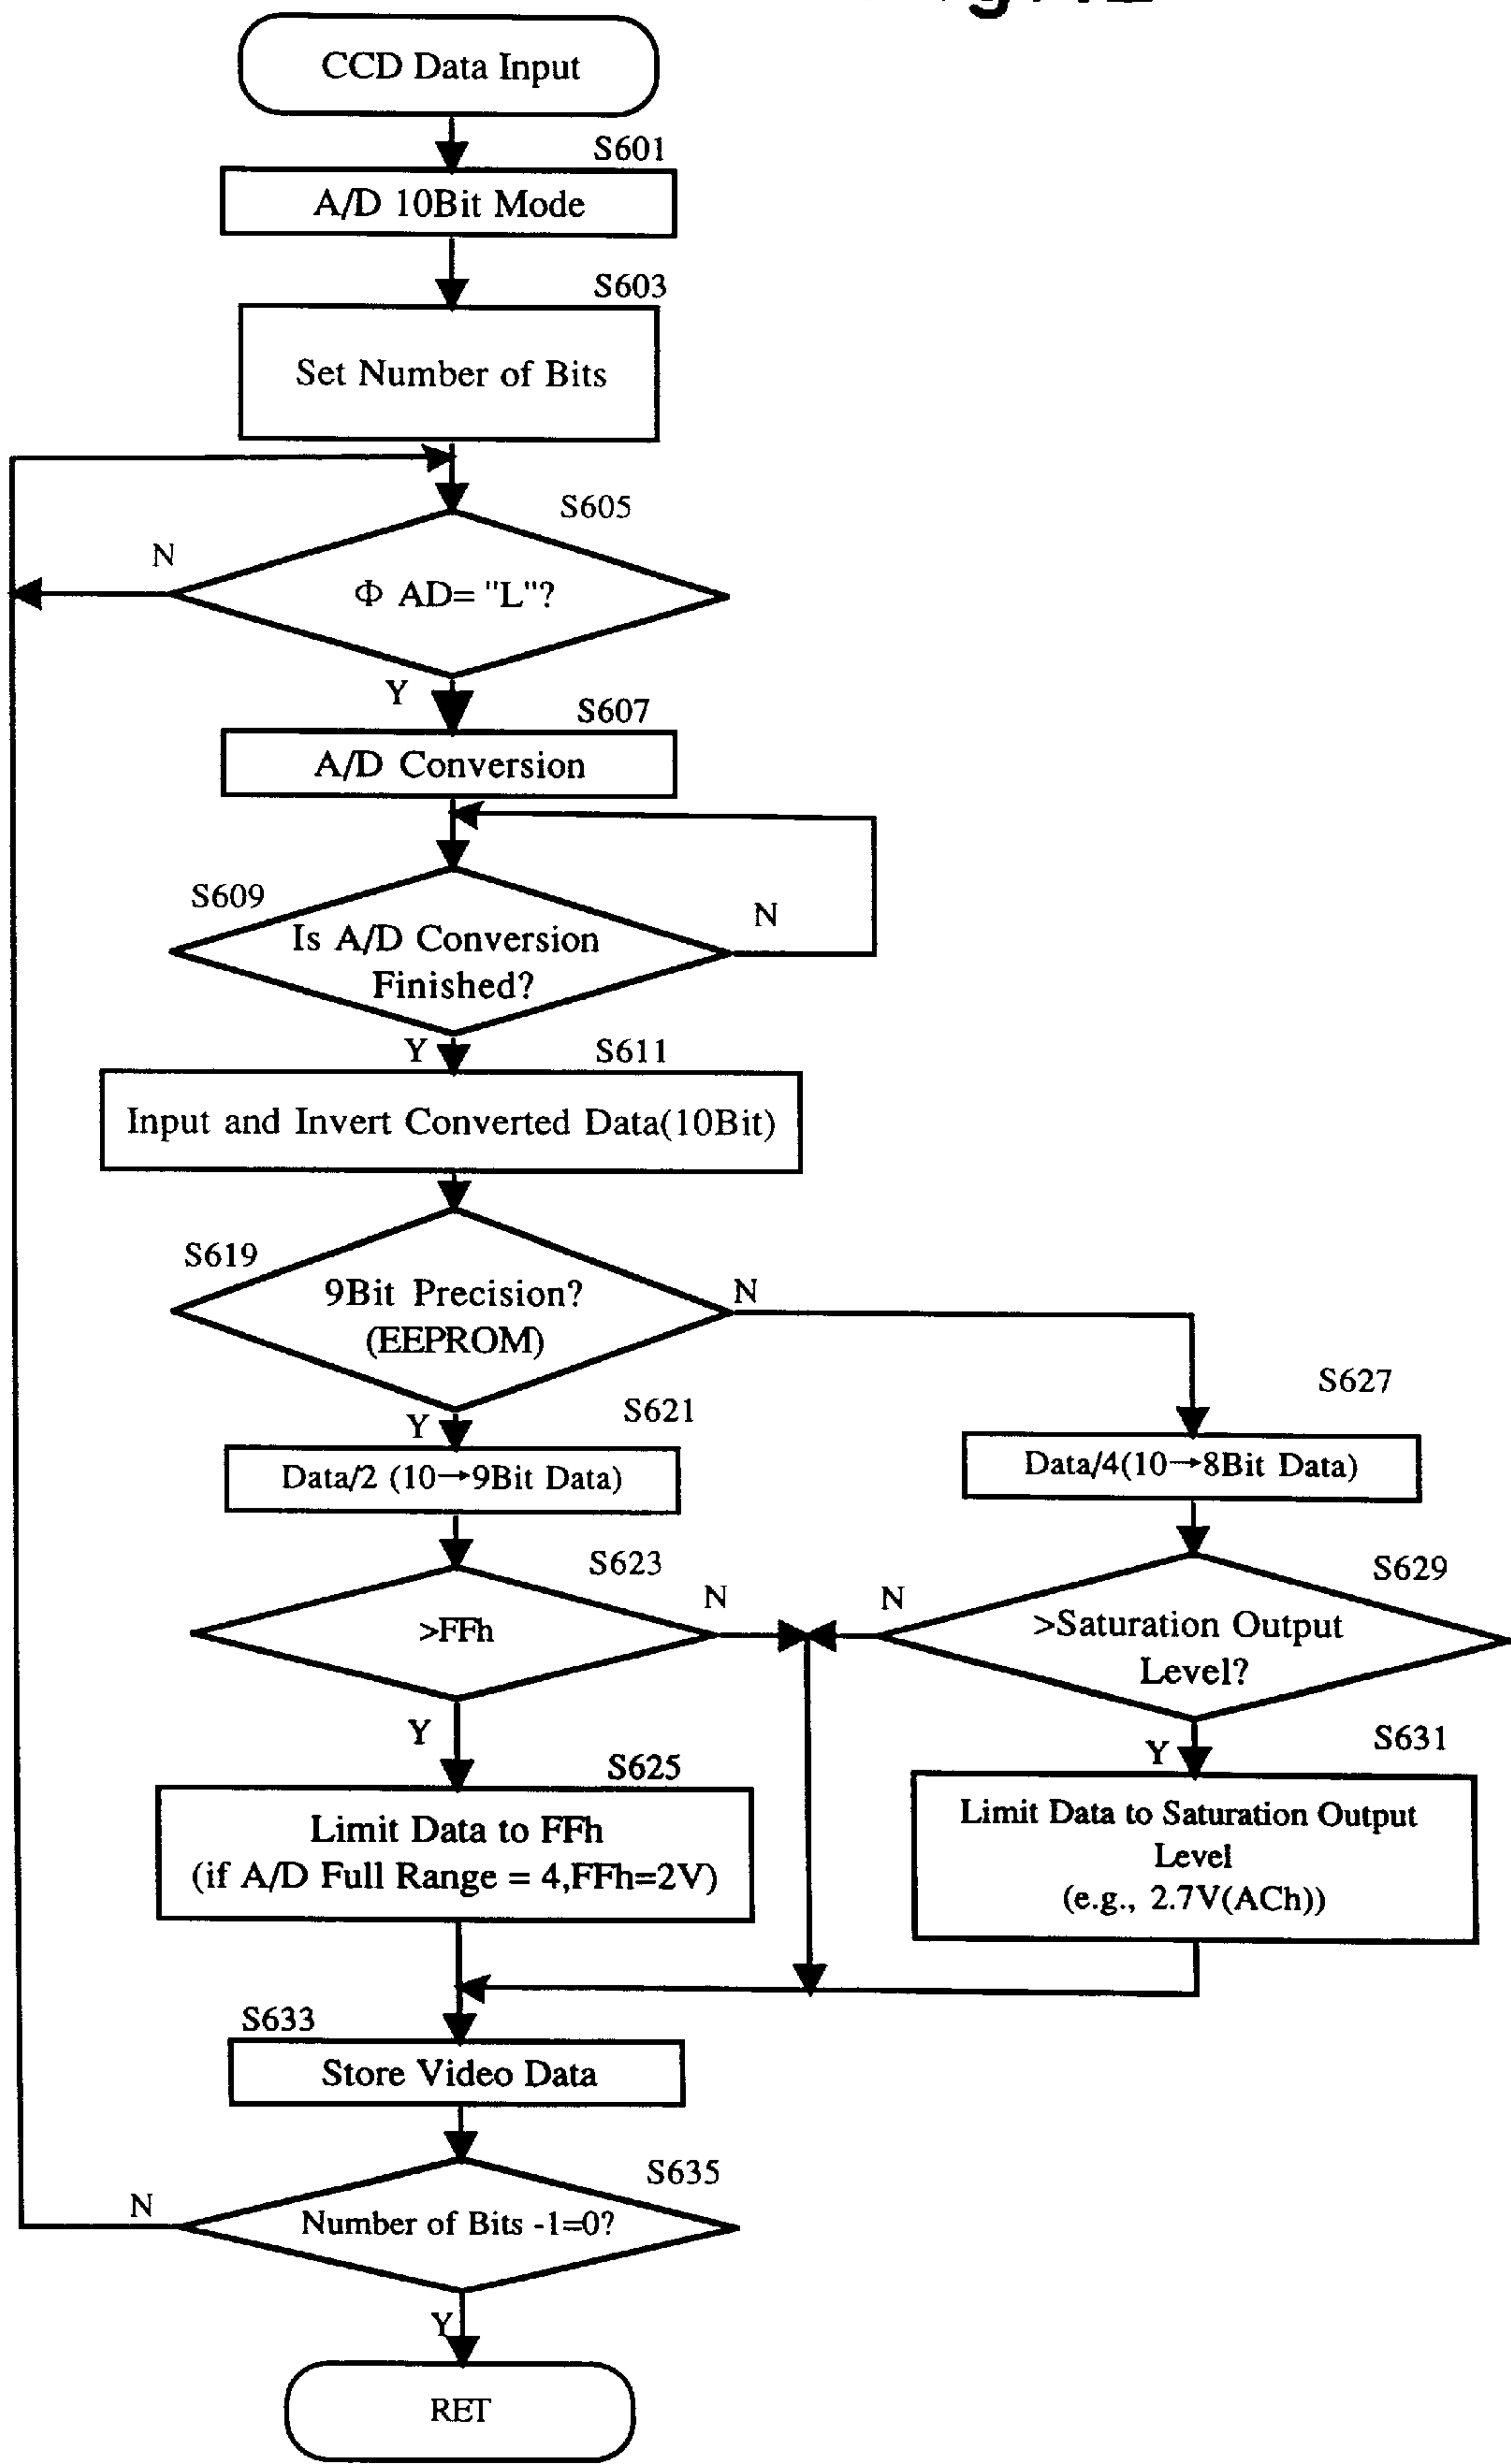 CCD Data Input
S601
A/D 10Bit Mode
S603
Set Number of Bits
S605
N
Φ AD= "L"?
Y
S607
A/D Conversion
S609
N
Is A/D Conversion
Finished?
Y
S611
Input and Invert Converted Data(10Bit)
S619
9Bit Precision?
(EEPROM)
N
Y
S621
Data/2 (10→9Bit Data)
S627
Data/4(10→8Bit Data)
S623
>FFh
N
S629
N
>Saturation Output
Level?
Y
S625
Limit Data to FFh
(if A/D Full Range = 4,FFh=2V)
Y
S631
Limit Data to Saturation Output
Level
(e.g., 2.7V(ACh))
S633
Store Video Data
S635
N
Number of Bits -1=0?
Y
RET